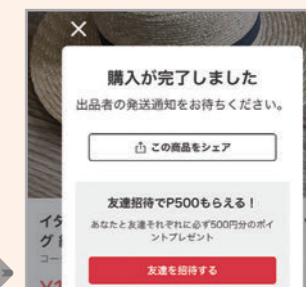 購入が完了しました
出品者の発送通知をお待ちください。
この商品をシェア
友達招待でP500もらえる！
あなたと友達それぞれに必ず500円分のポイ
ントプレゼント
イタ
グ
コー
友達を招待する
¥1